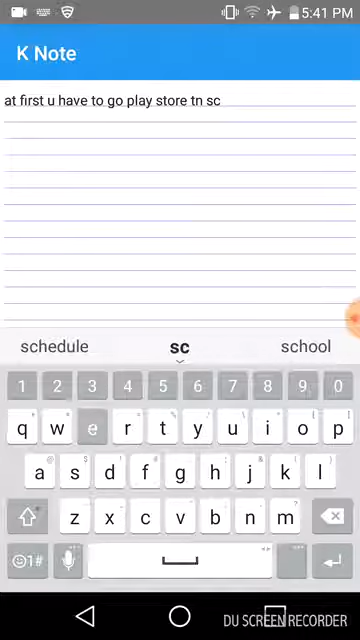 5:41 PM
K Note
at first u have to go play store tn sc
schedule sc school
1 2 3 4 5 6 7 8 9 0
q w e r t y u i o p
a s d f g h j k l
z x c v b n m
1#
DU SCREEN RECORDER